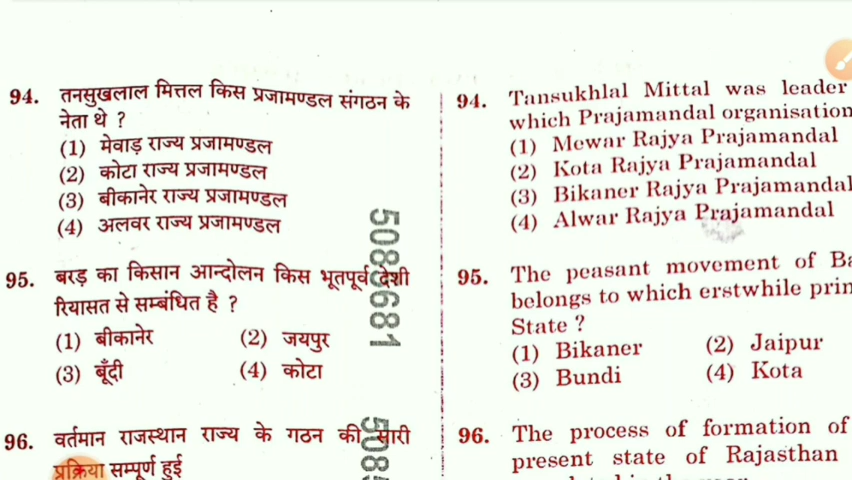 94. तनसुखलाल मित्तल किस प्रजामण्डल संगठन के
नेता थे ?
(1) मेवाड़ राज्य प्रजामण्डल
(2) कोटा राज्य प्रजामण्डल
(3) बीकानेर राज्य प्रजामण्डल
(4) अलवर राज्य प्रजामण्डल
95. बरड़ का किसान आन्दोलन किस भूतपूर्व देशी
रियासत से सम्बंधित है ?
(1) बीकानेर (2) जयपुर
(3) बूँदी (4) कोटा
96. वर्तमान राजस्थान राज्य के गठन की सारी
प्रक्रिया सम्पूर्ण हुई
5089681
508
94. Tansukhlal Mittal was leader
which Prajamandal organisation
(1) Mewar Rajya Prajamandal
(2) Kota Rajya Prajamandal
(3) Bikaner Rajya Prajamandal
(4) Alwar Rajya Prajamandal
95. The peasant movement of Ba
belongs to which erstwhile prin
State ?
(1) Bikaner (2) Jaipur
(3) Bundi (4) Kota
96. The process of formation of
present state of Rajasthan